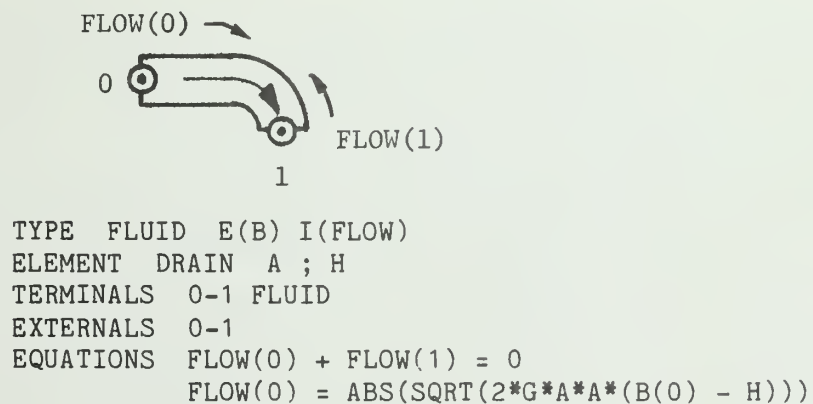 FLOW(0)
0
FLOW(1)
1
TYPE FLUID E(B) I(FLOW)
ELEMENT DRAIN A ; H
TERMINALS 0-1 FLUID
EXTERNALS 0-1
EQUATIONS FLOW(0) + FLOW(1) = 0
FLOW(0) = ABS(SQRT(2*G*A*A*(B(0) - H)))